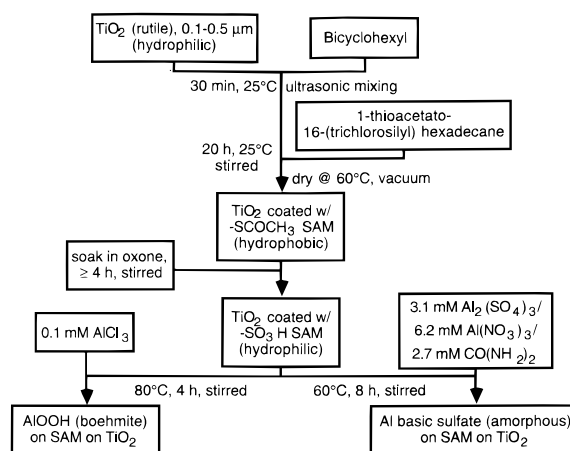 TiO2 (rutile), 0.1-0.5 µm
(hydrophilic)
Bicyclohexyl
30 min, 25°C
ultrasonic mixing
1-thioacetato-
16-(trichlorosilyl) hexadecane
20 h, 25°C
stirred
dry @ 60°C, vacuum
TiO2 coated w/
-SCOCH3 SAM
(hydrophobic)
soak in oxone,
≥ 4 h, stirred
TiO2 coated w/
-SO3 H SAM
(hydrophilic)
0.1 mM AlCl3
3.1 mM Al2(SO4)3/
6.2 mM Al(NO3)3/
2.7 mM CO(NH2)2
80°C, 4 h, stirred
60°C, 8 h, stirred
AlOOH (boehmite)
on SAM on TiO2
Al basic sulfate (amorphous)
on SAM on TiO2